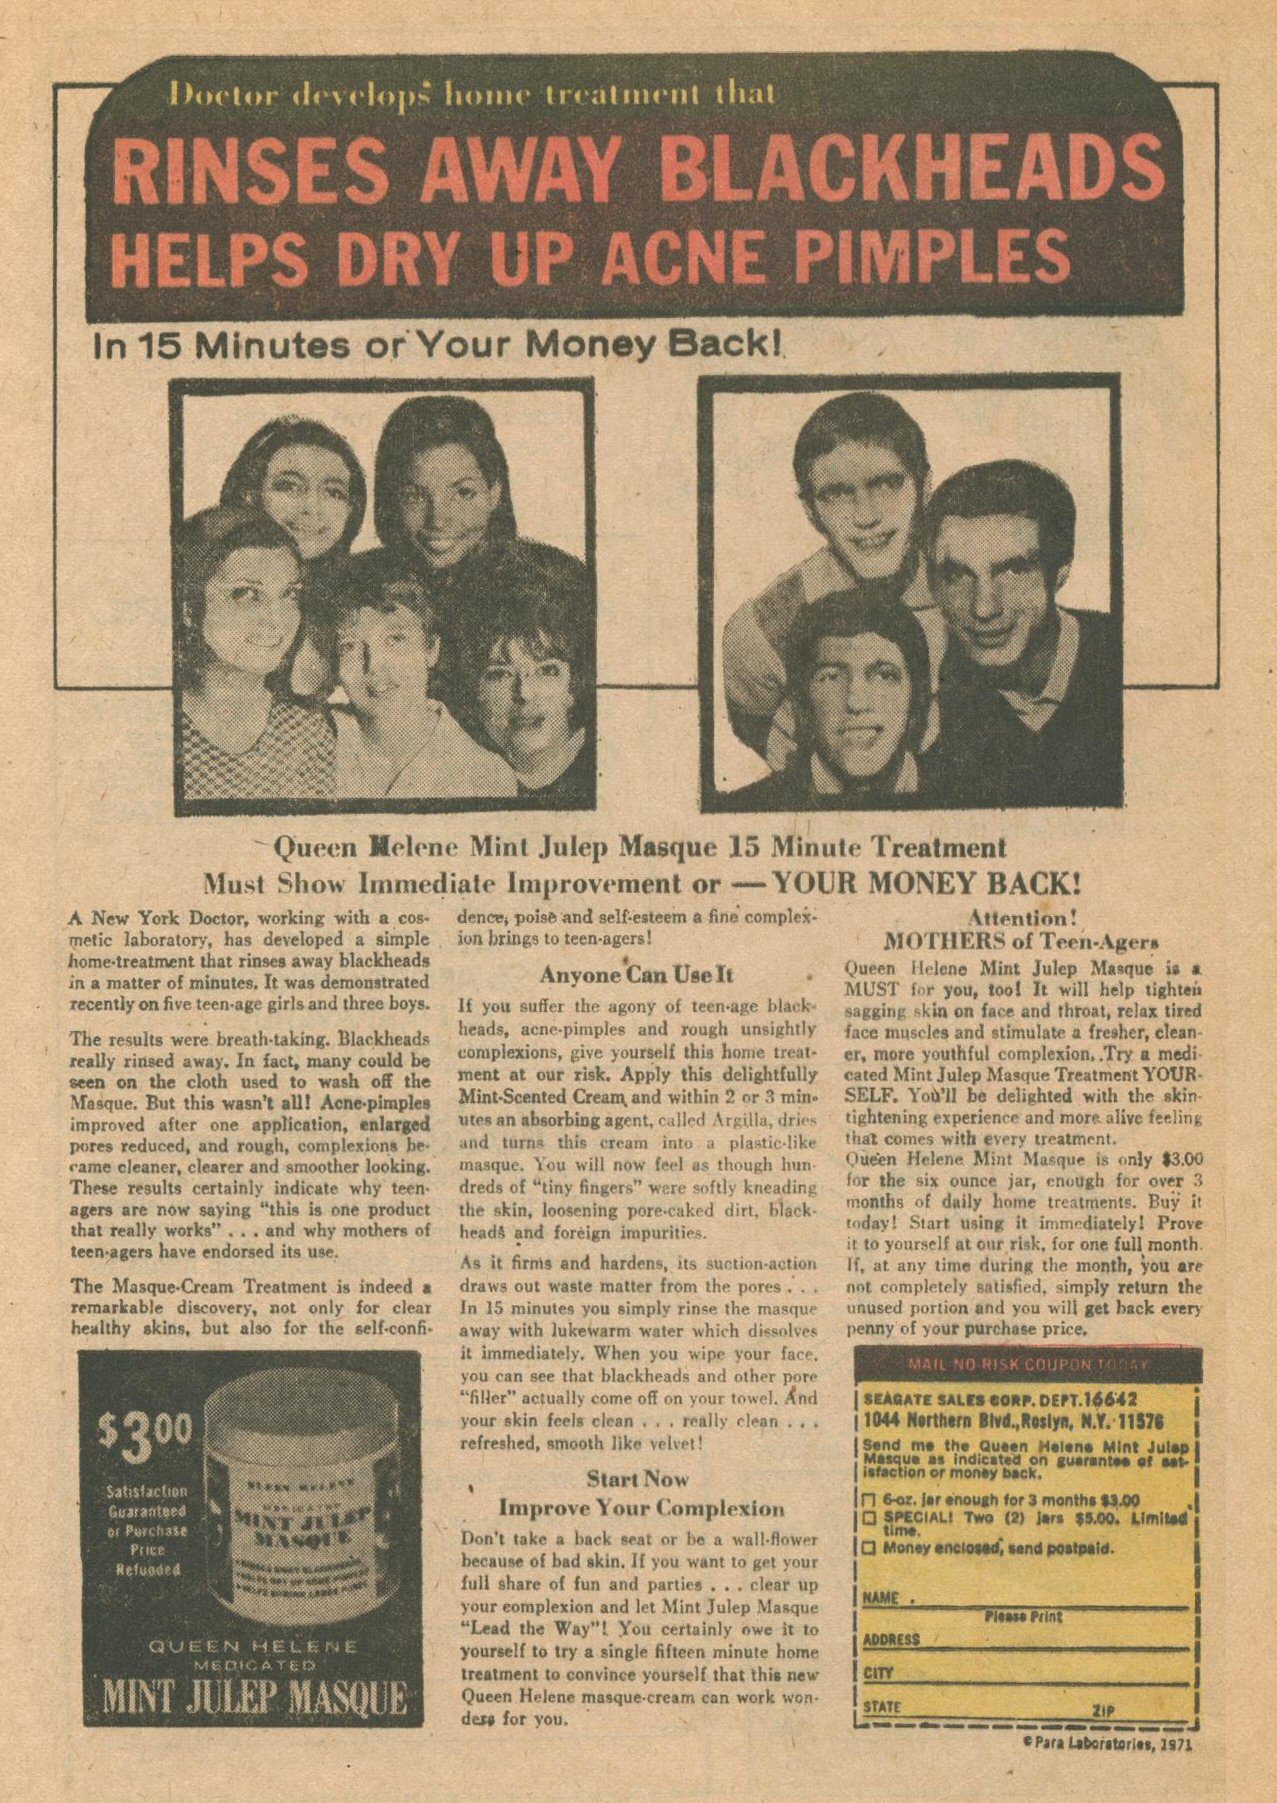 Doctor develops home treatment that
RINSES AWAY BLACKHEADS
HELPS DRY UP ACNE PIMPLES
In 15 Minutes or Your Money Back!
Queen Helene Mint Julep Masque 15 Minute Treatment
Must Show Immediate Improvement or — YOUR MONEY BACK!
A New York Doctor, working with a cos-
metic laboratory, has developed a simple
home-treatment that rinses away blackheads
in a matter of minutes. It was demonstrated
recently on five teen-age girls and three boys.
The results were breath-taking. Blackheads
really rinsed away. In fact, many could be
seen on the cloth used to wash off the
Masque. But this wasn't all! Acne-pimples
improved after one application, enlarged
pores reduced, and rough, complexions be-
came cleaner, clearer and smoother looking.
These results certainly indicate why teen-
agers are now saying "this is one product
that really works" . . . and why mothers of
teen-agers have endorsed its use.
The Masque-Cream Treatment is indeed a
remarkable discovery, not only for clear
healthy skins, but also for the self-confi-
$3.00
Satisfaction
Guaranteed
or Purchase
Price
Refunded
QUEEN HELENE
MEDICATED
MINT JULEP
MASQUE
QUEEN HELENE
MEDICATED
MINT JULEP MASQUE
dence, poise and self-esteem a fine complex-
ion brings to teen-agers!
Anyone Can Use It
If you suffer the agony of teen-age black-
heads, acne-pimples and rough unsightly
complexions, give yourself this home treat-
ment at our risk. Apply this delightfully
Mint-Scented Cream, and within 2 or 3 min-
utes an absorbing agent, called Argilla, dries
and turns this cream into a plastic-like
masque. You will now feel as though hun-
dreds of "tiny fingers" were softly kneading
the skin, loosening pore-caked dirt, black-
heads and foreign impurities.
As it firms and hardens, its suction-action
draws out waste matter from the pores . . .
In 15 minutes you simply rinse the masque
away with lukewarm water which dissolves
it immediately. When you wipe your face,
you can see that blackheads and other pore
"filler" actually come off on your towel. And
your skin feels clean . . . really clean . . .
refreshed, smooth like velvet!
Start Now
Improve Your Complexion
Don't take a back seat or be a wall-flower
because of bad skin. If you want to get your
full share of fun and parties . . . clear up
your complexion and let Mint Julep Masque
"Lead the Way"! You certainly owe it to
yourself to try a single fifteen minute home
treatment to convince yourself that this new
Queen Helene masque-cream can work won-
ders for you.
Attention!
MOTHERS of Teen-Agers
Queen Helene Mint Julep Masque is a
MUST for you, too! It will help tighten
sagging skin on face and throat, relax tired
face muscles and stimulate a fresher, clean-
er, more youthful complexion. Try a medi-
cated Mint Julep Masque Treatment YOUR-
SELF. You'll be delighted with the skin-
tightening experience and more alive feeling
that comes with every treatment.
Queen Helene Mint Masque is only $3.00
for the six ounce jar, enough for over 3
months of daily home treatments. Buy it
today! Start using it immediately! Prove
it to yourself at our risk, for one full month.
If, at any time during the month, you are
not completely satisfied, simply return the
unused portion and you will get back every
penny of your purchase price.
MAIL NO-RISK COUPON TODAY
SEAGATE SALES CORP. DEPT.16642
1044 Northern Blvd.,Roslyn, N.Y. 11576
Send me the Queen Helene Mint Julep
Masque as indicated on guarantee of sat-
isfaction or money back.
☐ 6-oz. jar enough for 3 months $3.00
☐ SPECIAL! Two (2) jars $5.00. Limited
time.
☐ Money enclosed, send postpaid.
NAME
Please Print
ADDRESS
CITY
STATE ZIP
© Para Laboratories, 1971